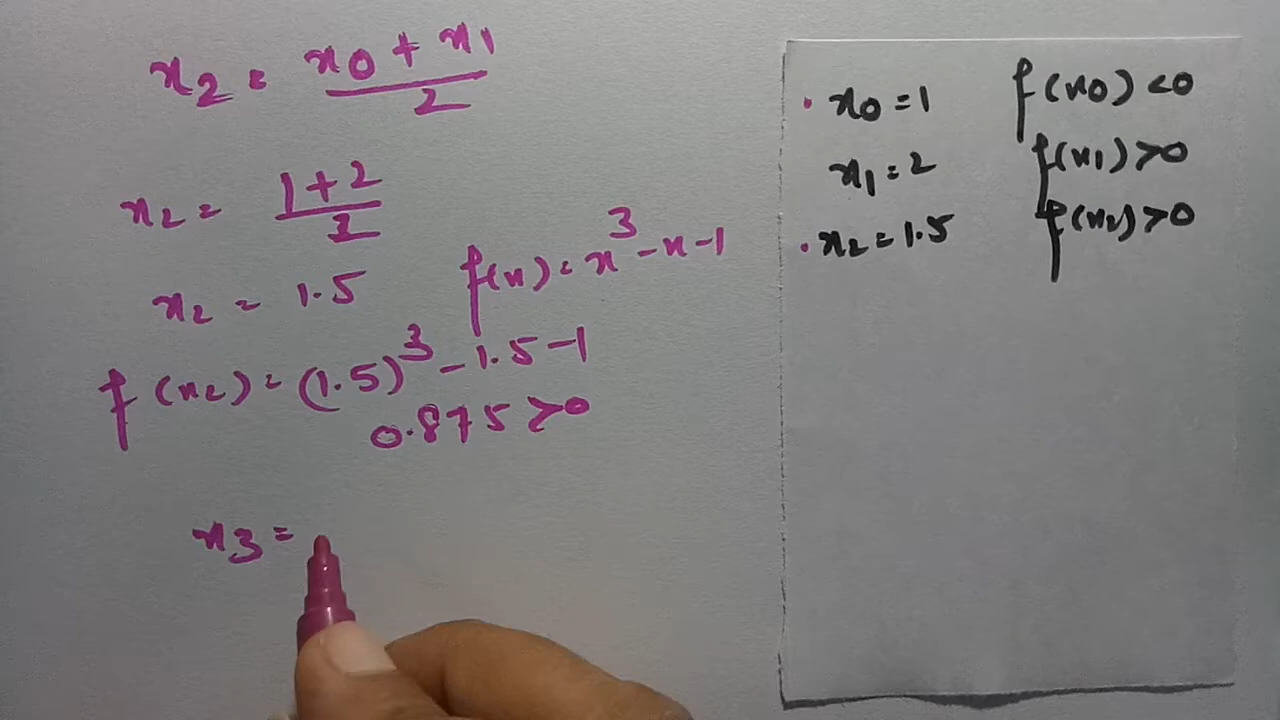 x2 = x0 + x1 / 2
x2 = 1 + 2 / 2
x2 = 1.5
f(x) = x³ - x - 1
f(x2) = (1.5)³ - 1.5 - 1
0.875 > 0
x3 =
· x0 = 1 f(x0) < 0
x1 = 2 f(x1) > 0
· x2 = 1.5 f(x2) > 0